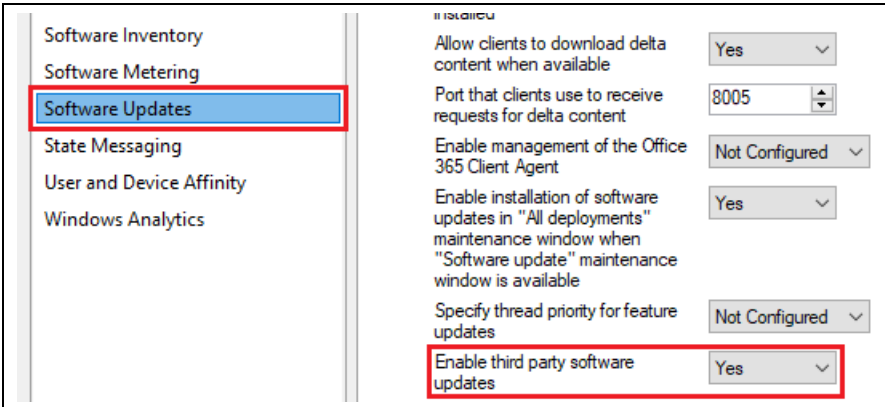 Software Inventory
Software Metering
Software Updates
State Messaging
User and Device Affinity
Windows Analytics
installed
Allow clients to download delta
content when available
Yes
Port that clients use to receive
requests for delta content
8005
Enable management of the Office
365 Client Agent
Not Configured
Enable installation of software
updates in "All deployments"
maintenance window when
"Software update" maintenance
window is available
Yes
Specify thread priority for feature
updates
Not Configured
Enable third party software
updates
Yes